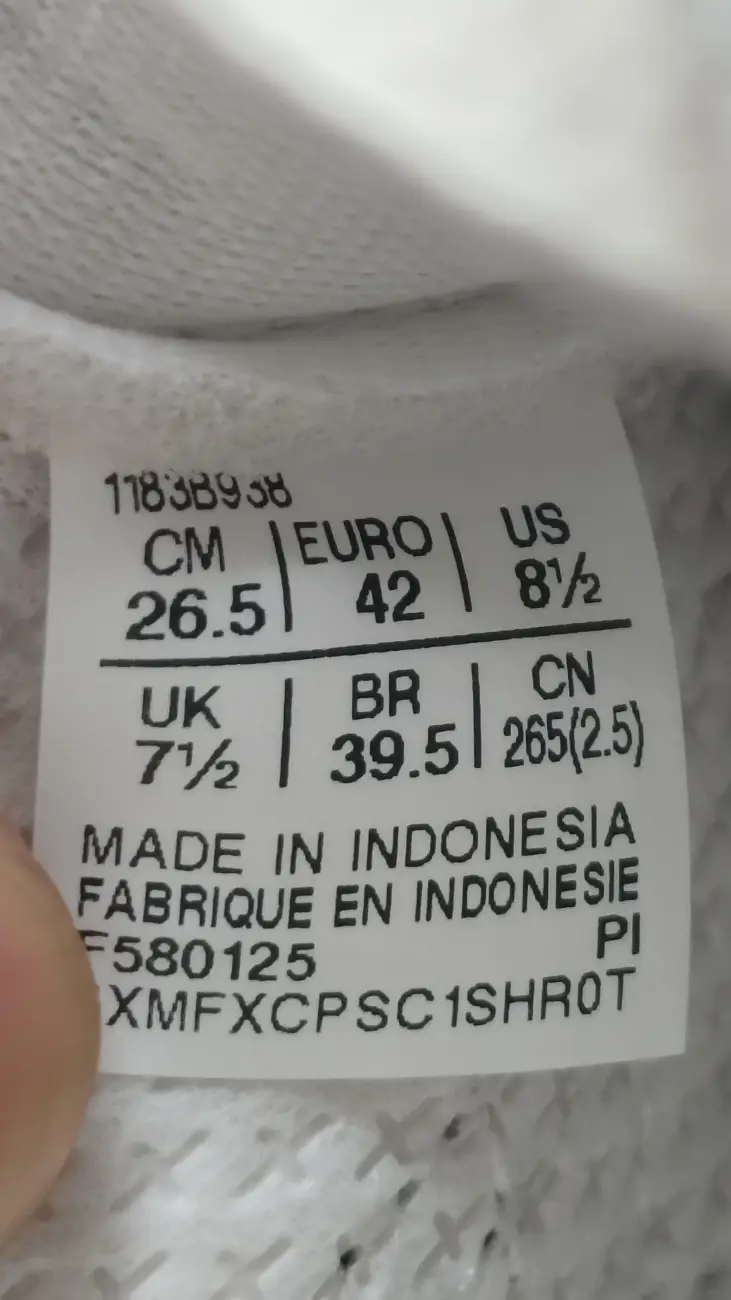 1183B938
CM | EURO | US
26.5 | 42 | 8½
UK | BR | CN
7½ | 39.5 | 265(2.5)
MADE IN INDONESIA
FABRIQUE EN INDONESIE
F580125 PI
XMFXCPSC1SHR0T